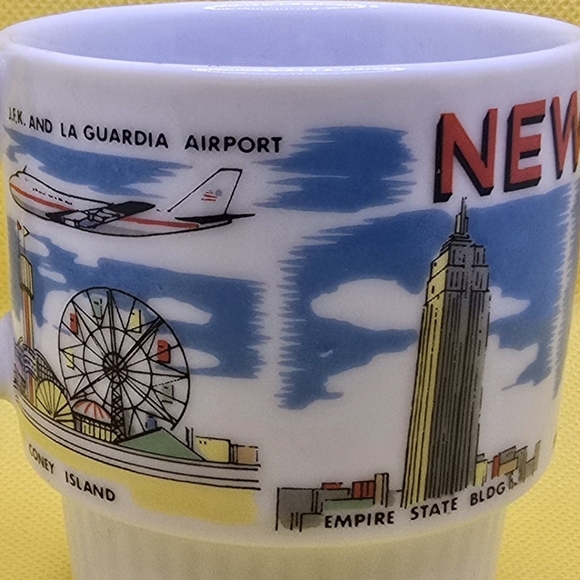 J.F.K. AND LA GUARDIA AIRPORT
NEW
CONEY ISLAND
EMPIRE STATE BLDG